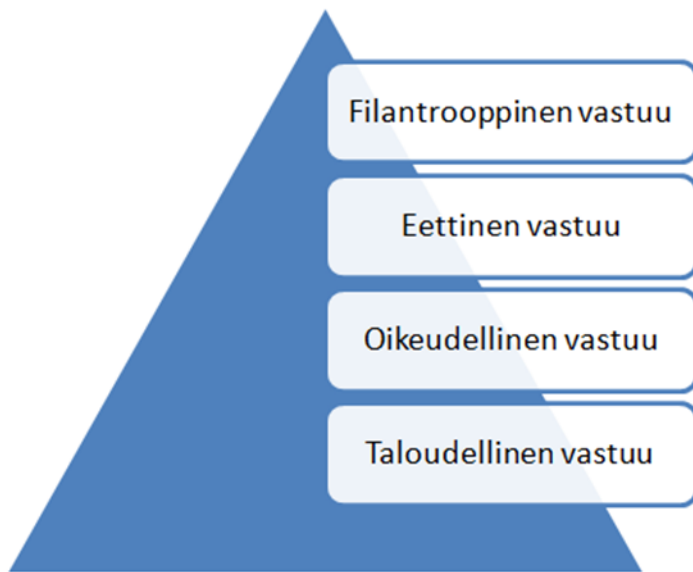 Filantrooppinen vastuu
Eettinen vastuu
Oikeudellinen vastuu
Taloudellinen vastuu